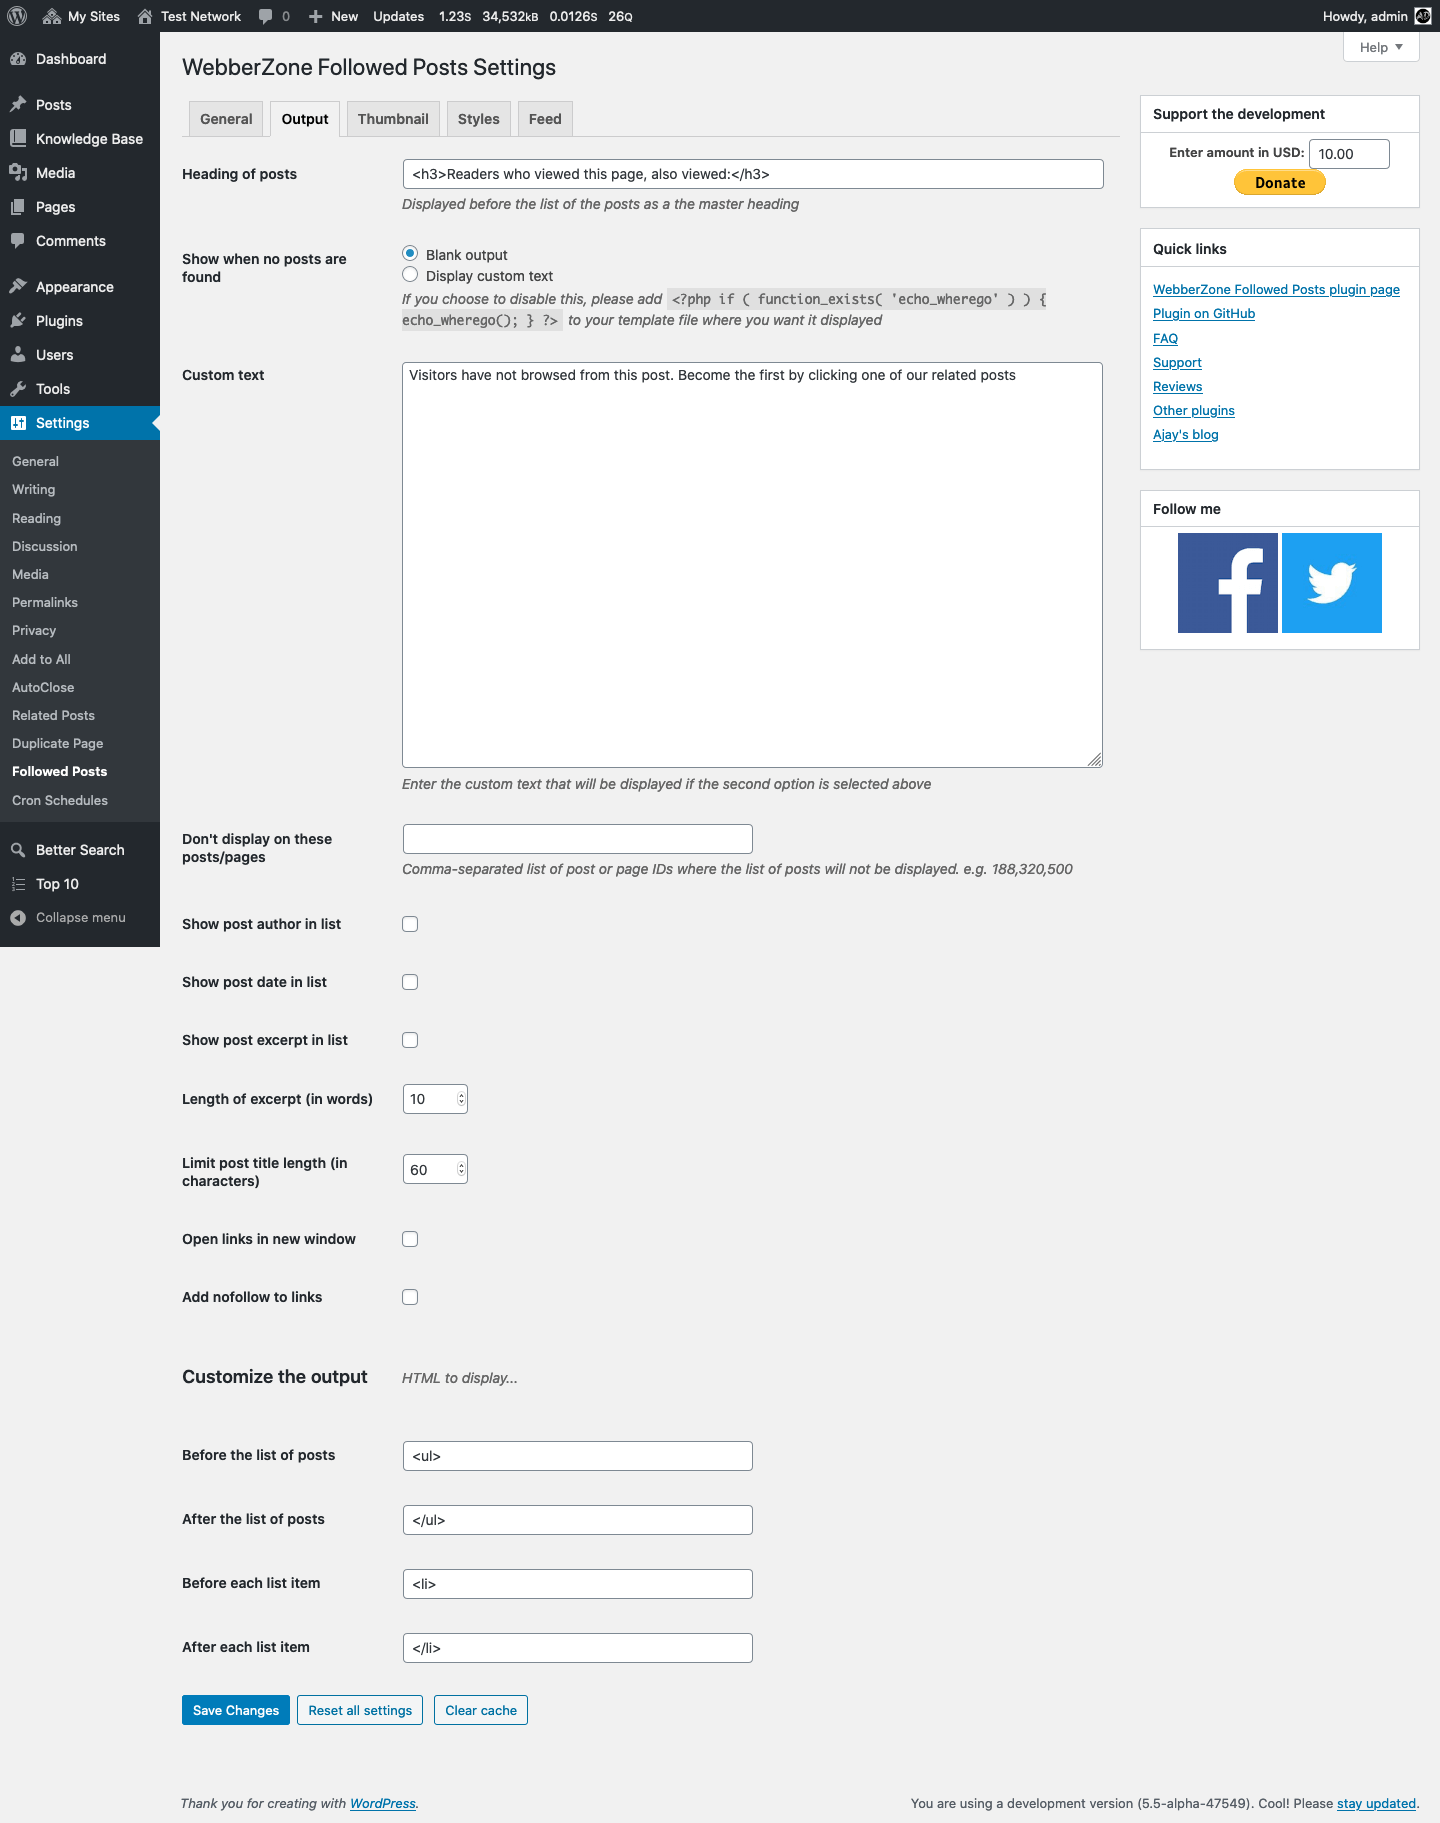 My Sites Test Network 0 New Updates 1.23S 34,532KB 0.0126S 26Q Howdy, admin
Help
Dashboard
Posts
Knowledge Base
Media
Pages
Comments
Appearance
Plugins
Users
Tools
Settings
General
Writing
Reading
Discussion
Media
Permalinks
Privacy
Add to All
AutoClose
Related Posts
Duplicate Page
Followed Posts
Cron Schedules
Better Search
Top 10
Collapse menu
WebberZone Followed Posts Settings
General Output Thumbnail Styles Feed
Heading of posts
<h3>Readers who viewed this page, also viewed:</h3>
Displayed before the list of the posts as a the master heading
Show when no posts are
found
Blank output
Display custom text
If you choose to disable this, please add <?php if ( function_exists( 'echo_wherego' ) ) {
echo_wherego(); } ?> to your template file where you want it displayed
Custom text
Visitors have not browsed from this post. Become the first by clicking one of our related posts
Enter the custom text that will be displayed if the second option is selected above
Don't display on these
posts/pages
Comma-separated list of post or page IDs where the list of posts will not be displayed. e.g. 188,320,500
Show post author in list
Show post date in list
Show post excerpt in list
Length of excerpt (in words)
10
Limit post title length (in
characters)
60
Open links in new window
Add nofollow to links
Customize the output
HTML to display...
Before the list of posts
<ul>
After the list of posts
</ul>
Before each list item
<li>
After each list item
</li>
Save Changes Reset all settings Clear cache
Support the development
Enter amount in USD: 10.00
Donate
Quick links
WebberZone Followed Posts plugin page
Plugin on GitHub
FAQ
Support
Reviews
Other plugins
Ajay's blog
Follow me
Thank you for creating with WordPress.
You are using a development version (5.5-alpha-47549). Cool! Please stay updated.